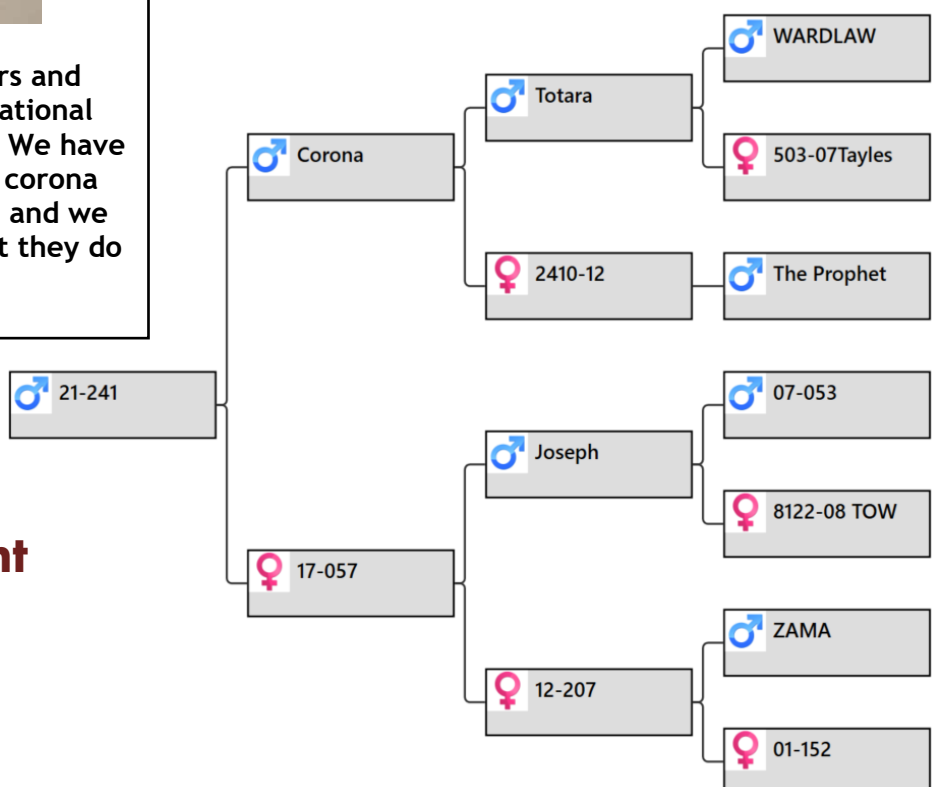 rs and
ational
We have
corona
and we
t they do
nt
WARDLAW
Totara
503-07Tayles
Corona
2410-12
The Prophet
21-241
07-053
Joseph
8122-08 TOW
17-057
ZAMA
12-207
01-152